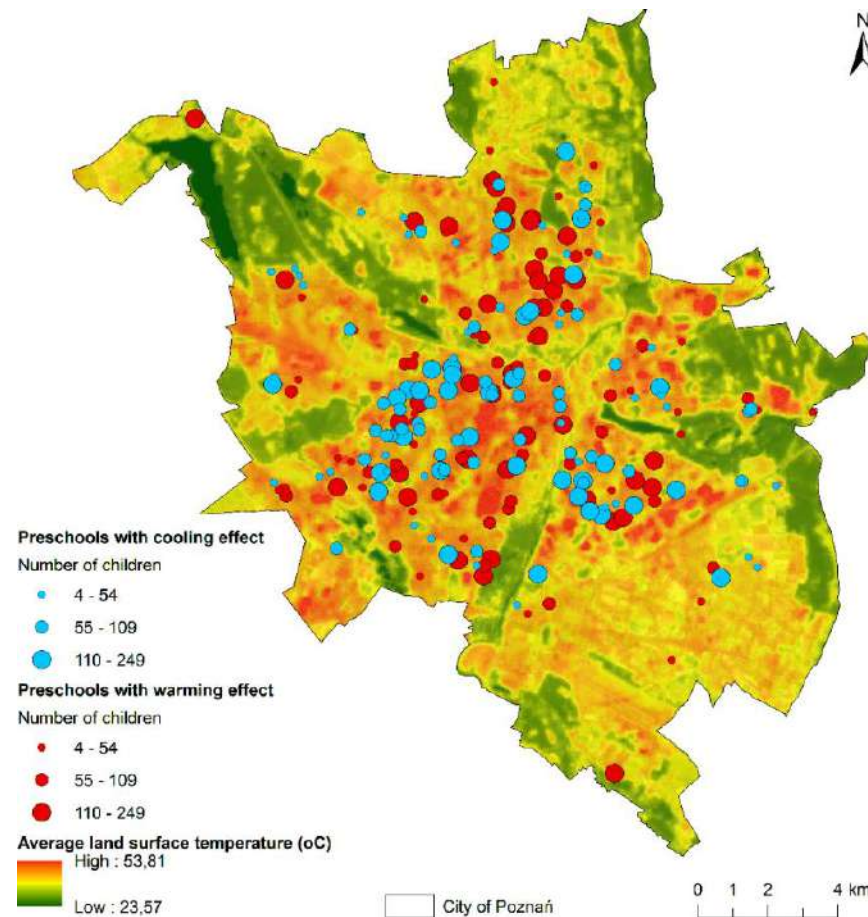 N
Preschools with cooling effect
Number of children
4 - 54
55 - 109
110 - 249
Preschools with warming effect
Number of children
4 - 54
55 - 109
110 - 249
Average land surface temperature (oC)
High : 53,81
Low : 23,57
City of Poznań
0 1 2 4 km